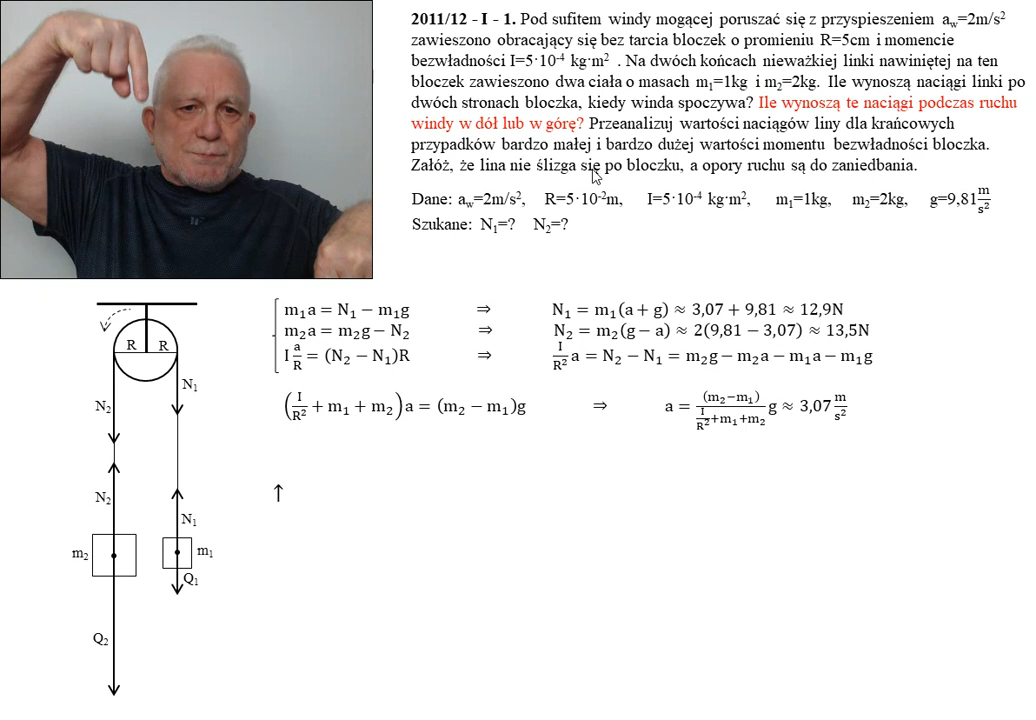 2011/12 - I - 1. Pod sufitem windy mogącej poruszać się z przyspieszeniem a_w=2m/s²
zawieszono obracający się bez tarcia bloczek o promieniu R=5cm i momencie
bezwładności I=5·10⁻⁴ kg·m² . Na dwóch końcach nieważkiej linki nawiniętej na ten
bloczek zawieszono dwa ciała o masach m₁=1kg i m₂=2kg. Ile wynoszą naciągi linki po
dwóch stronach bloczka, kiedy winda spoczywa? Ile wynoszą te naciągi podczas ruchu
windy w dół lub w górę? Przeanalizuj wartości naciągów liny dla krańcowych
przypadków bardzo małej i bardzo dużej wartości momentu bezwładności bloczka.
Załóż, że lina nie ślizga się po bloczku, a opory ruchu są do zaniedbania.
Dane: a_w=2m/s², R=5·10⁻²m, I=5·10⁻⁴ kg·m², m₁=1kg, m₂=2kg, g=9,81 m/s²
Szukane: N₁=? N₂=?
m₁a = N₁ − m₁g ⇒ N₁ = m₁(a + g) ≈ 3,07 + 9,81 ≈ 12,9N
m₂a = m₂g − N₂ ⇒ N₂ = m₂(g − a) ≈ 2(9,81 − 3,07) ≈ 13,5N
I a/R = (N₂ − N₁)R ⇒ I/R² a = N₂ − N₁ = m₂g − m₂a − m₁a − m₁g
(I/R² + m₁ + m₂)a = (m₂ − m₁)g ⇒ a = (m₂−m₁)/(I/R²+m₁+m₂) g ≈ 3,07 m/s²
↑
R R
N₁
N₂
N₂
N₁
m₂
m₁
Q₁
Q₂